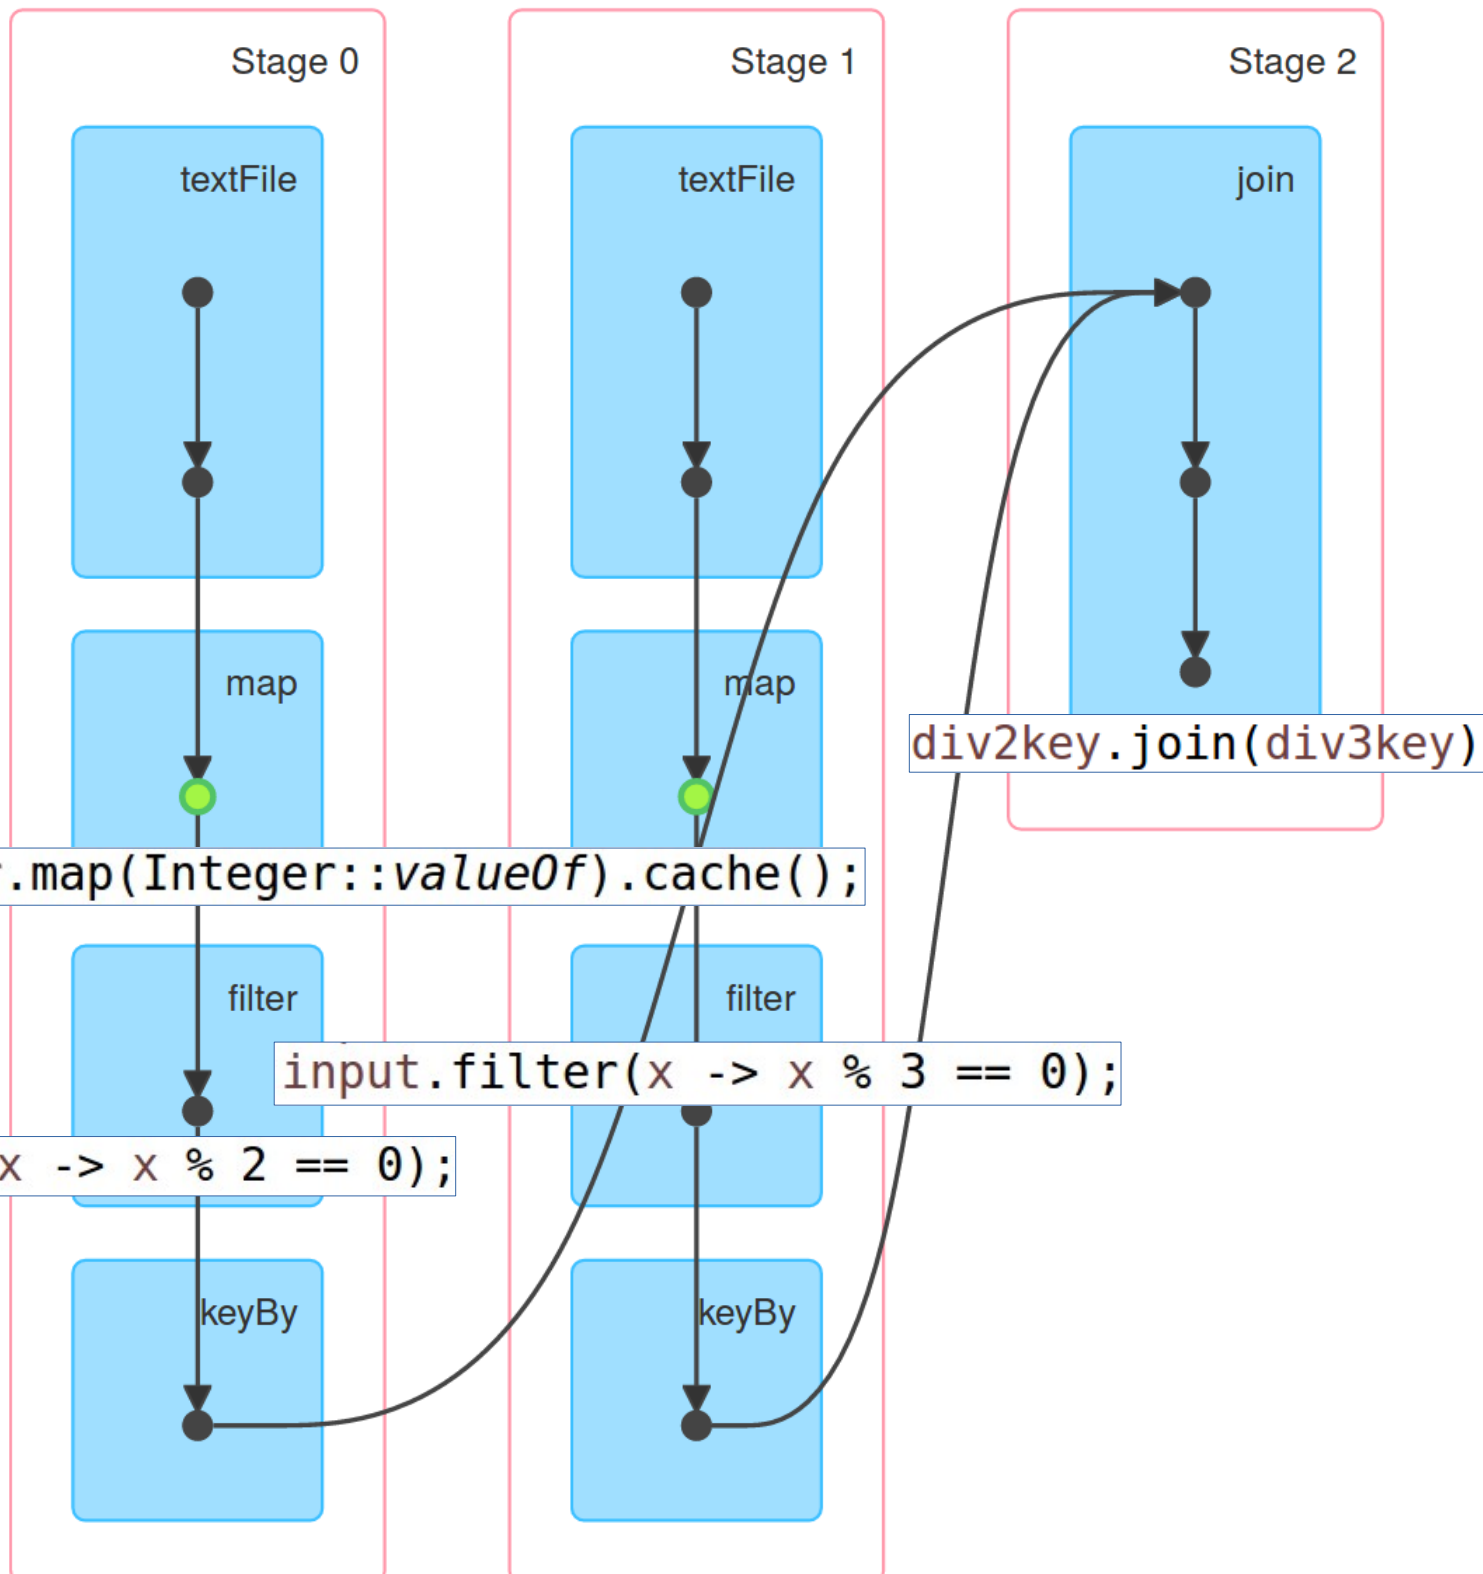 Stage 0
Stage 1
Stage 2
textFile
textFile
join
map
map
div2key.join(div3key)
.map(Integer::valueOf).cache();
filter
filter
input.filter(x -> x % 3 == 0);
x -> x % 2 == 0);
keyBy
keyBy